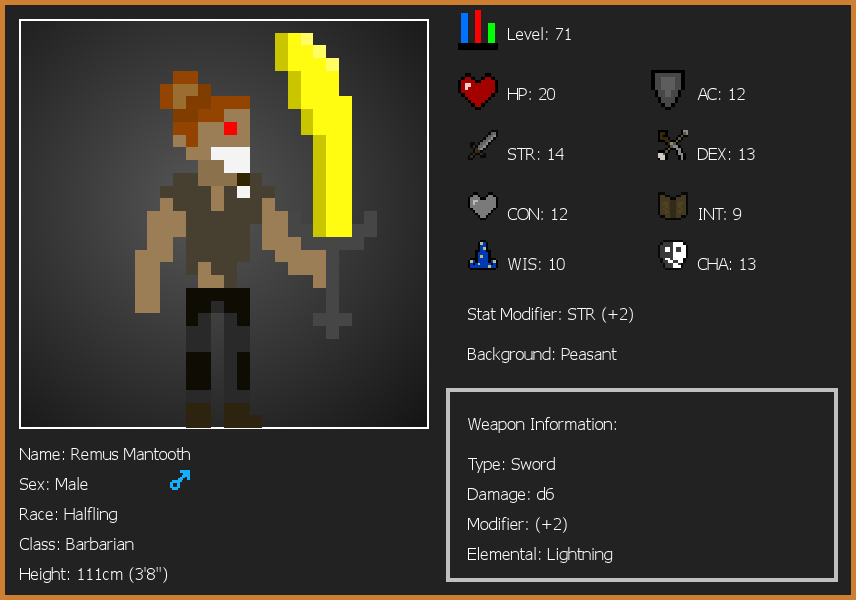 Level: 71
HP: 20
AC: 12
STR: 14
DEX: 13
CON: 12
INT: 9
WIS: 10
CHA: 13
Stat Modifier: STR (+2)
Background: Peasant
Weapon Information:
Type: Sword
Damage: d6
Modifier: (+2)
Elemental: Lightning
Name: Remus Mantooth
Sex: Male
Race: Halfling
Class: Barbarian
Height: 111cm (3'8")